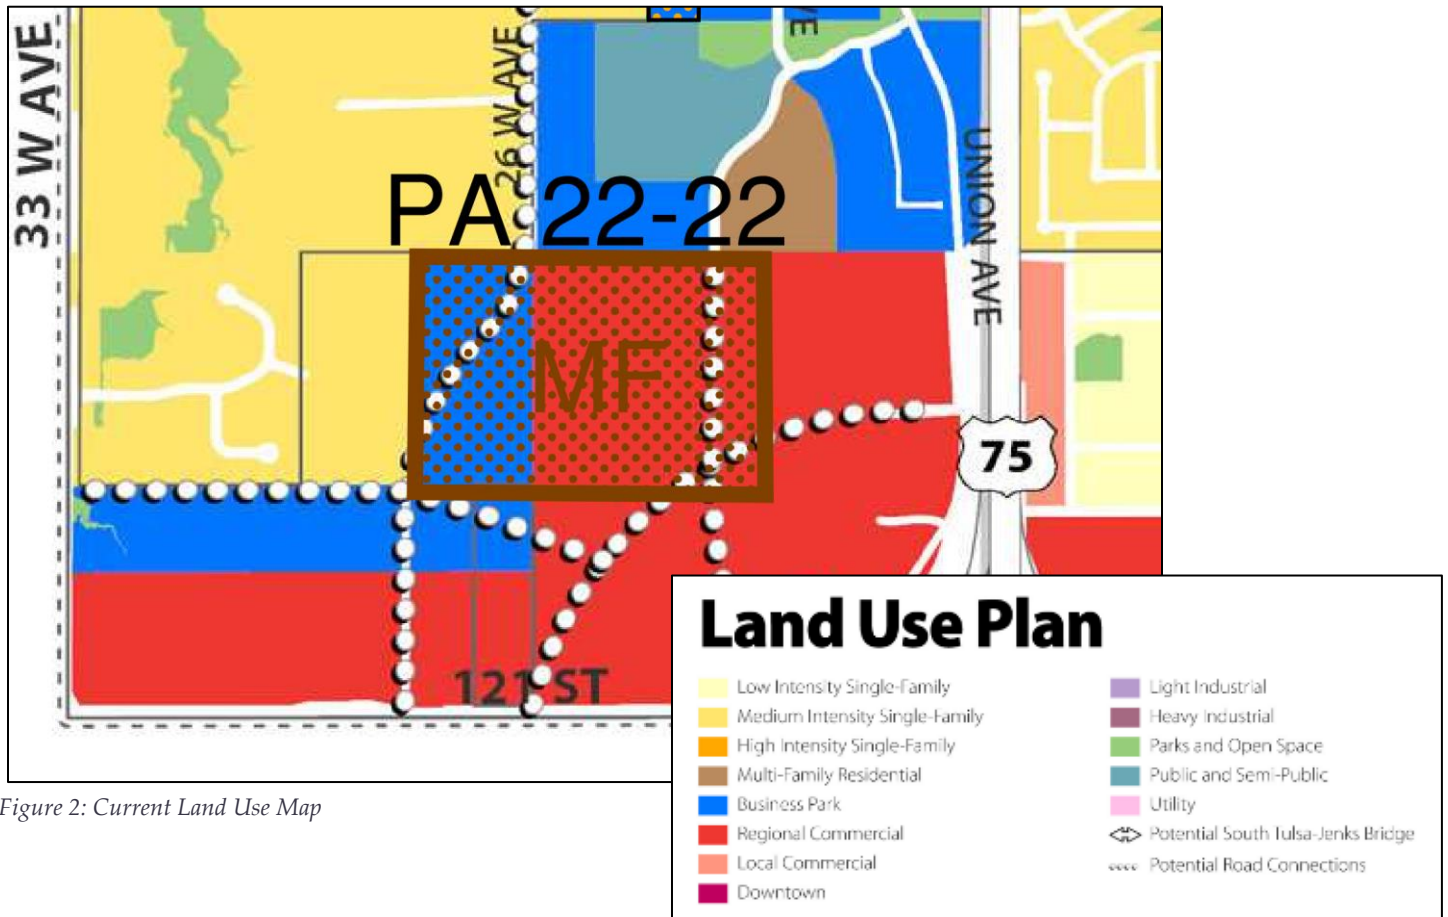 33 W AVE
26 W AVE
VE
UNION AVE
PA 22-22
MF
75
121 ST
Land Use Plan
Low Intensity Single-Family
Medium Intensity Single-Family
High Intensity Single-Family
Multi-Family Residential
Business Park
Regional Commercial
Local Commercial
Downtown
Light Industrial
Heavy Industrial
Parks and Open Space
Public and Semi-Public
Utility
Potential South Tulsa-Jenks Bridge
Potential Road Connections
Figure 2: Current Land Use Map